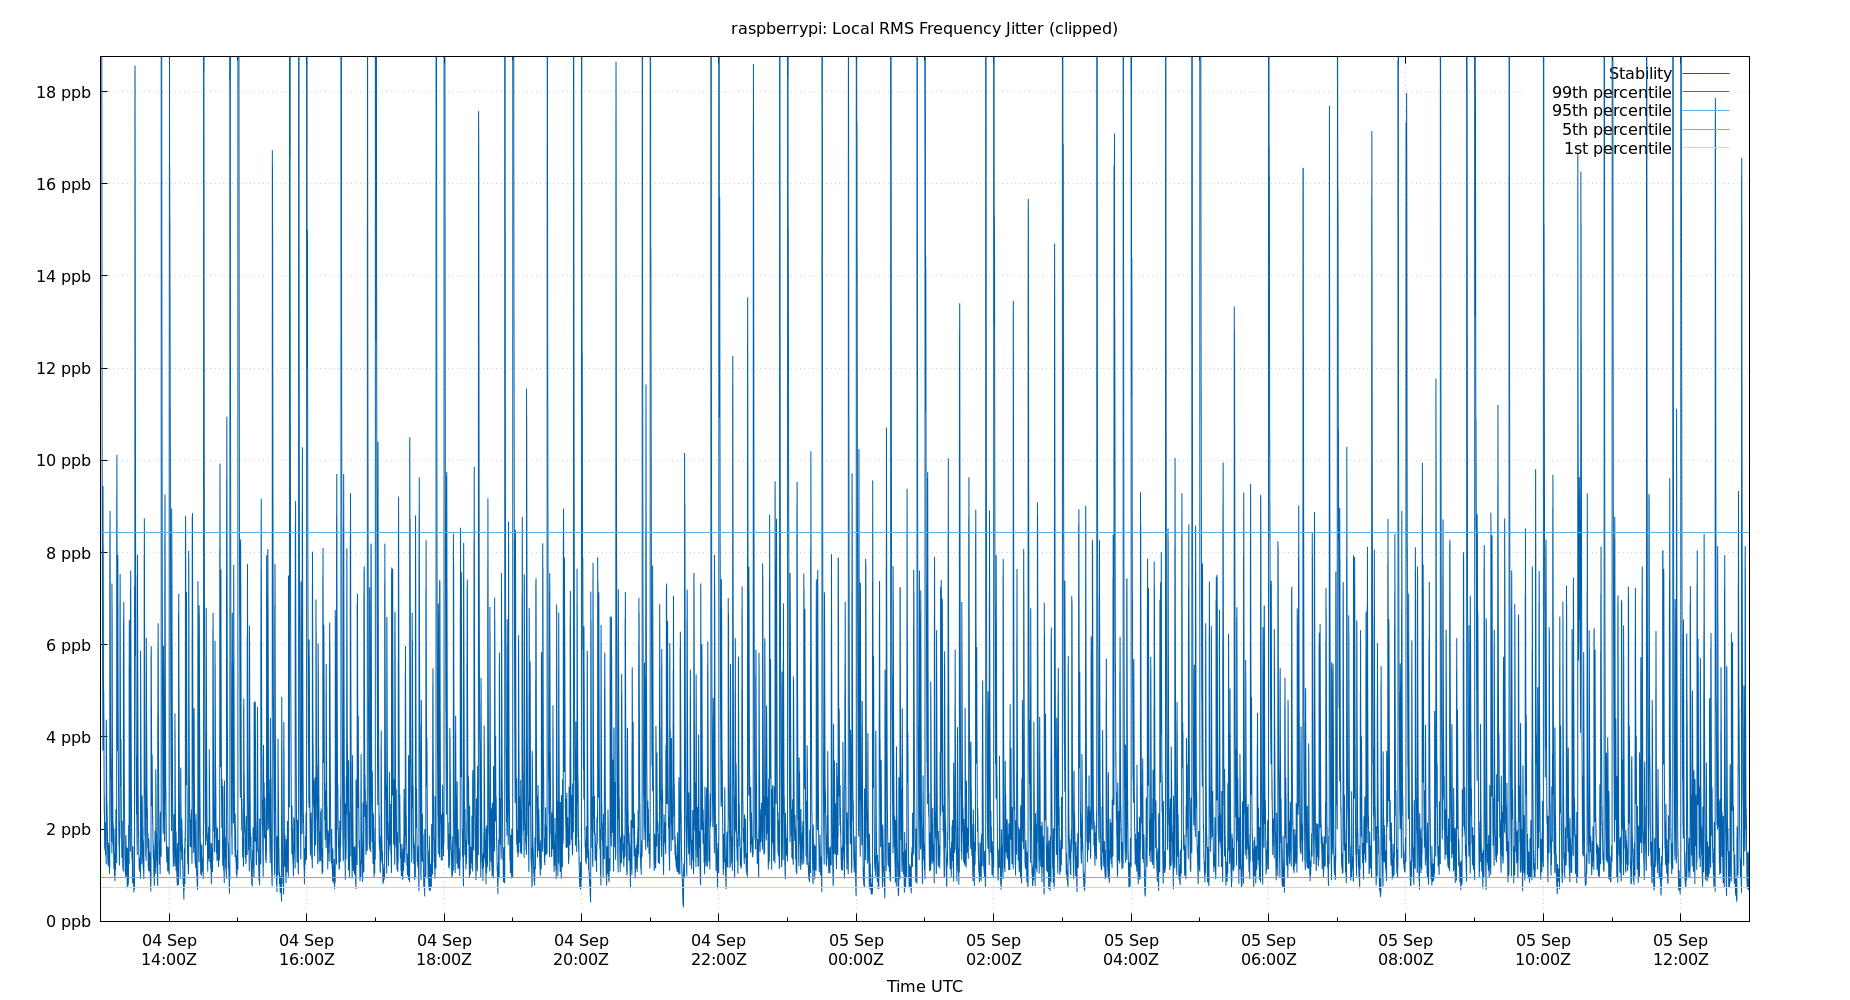 raspberrypi: Local RMS Frequency Jitter (clipped)
Stability
99th percentile
95th percentile
5th percentile
1st percentile
18 ppb
16 ppb
14 ppb
12 ppb
10 ppb
8 ppb
6 ppb
4 ppb
2 ppb
0 ppb
04 Sep 04 Sep 04 Sep 04 Sep 04 Sep 05 Sep 05 Sep 05 Sep 05 Sep 05 Sep 05 Sep 05 Sep
14:00Z 16:00Z 18:00Z 20:00Z 22:00Z 00:00Z 02:00Z 04:00Z 06:00Z 08:00Z 10:00Z 12:00Z
Time UTC